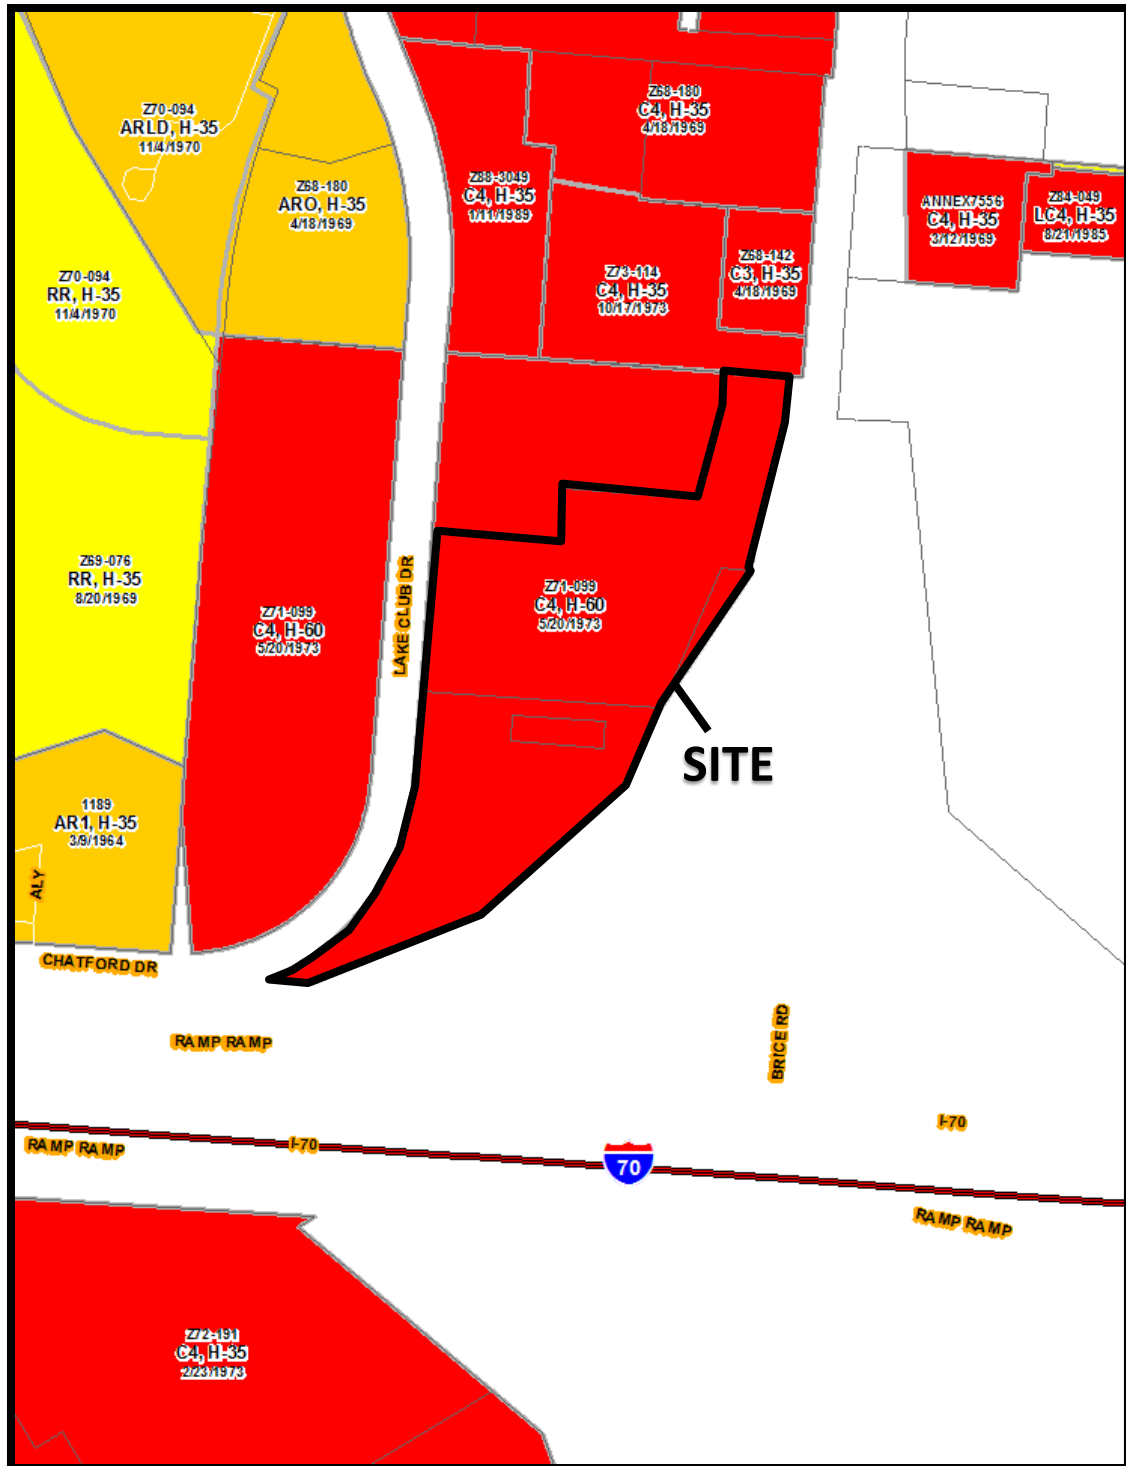 Z70-094
ARLD, H-35
11/4/1970
Z68-180
C4, H-35
4/18/1969
Z68-180
ARO, H-35
4/18/1969
Z88-3049
C4, H-35
1/11/1989
ANNEX7556
C4, H-35
3/12/1969
Z84-049
LC4, H-35
8/21/1985
Z70-094
RR, H-35
11/4/1970
Z73-114
C4, H-35
10/17/1973
Z68-142
C3, H-35
4/18/1969
Z69-076
RR, H-35
8/20/1969
Z71-099
C4, H-60
5/20/1973
LAKE CLUB DR
Z71-099
C4, H-60
5/20/1973
SITE
1189
AR1, H-35
3/9/1964
ALY
CHATFORD DR
RAMP RAMP
BRICE RD
I-70
RAMP RAMP
I-70
70
RAMP RAMP
Z72-191
C4, H-35
2/23/1973